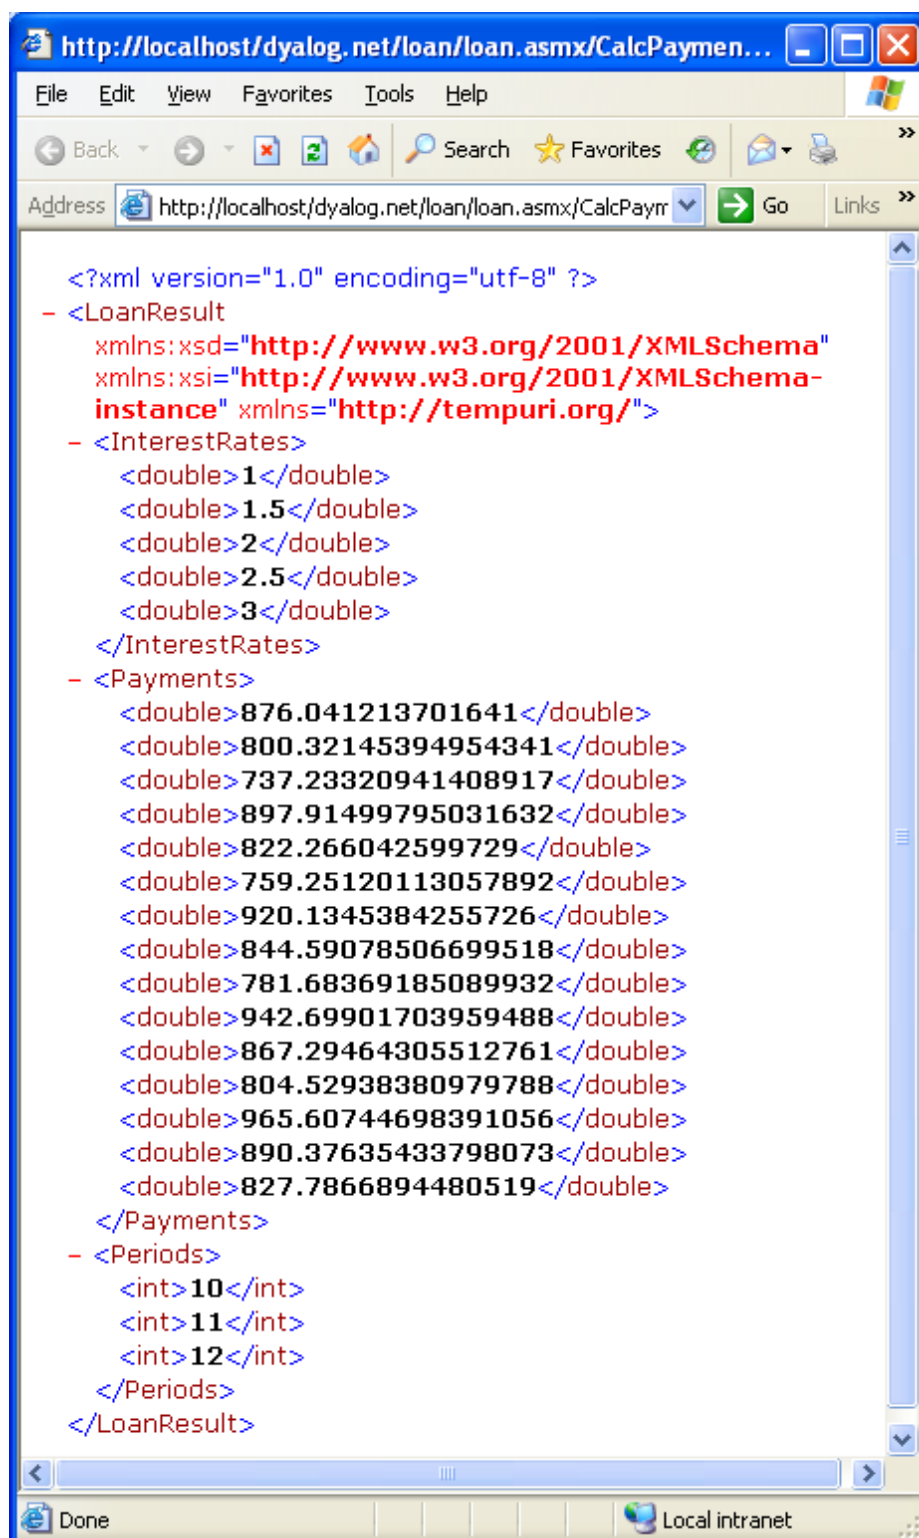 http://localhost/dyalog.net/loan/loan.asmx/CalcPaymen...
File Edit View Favorites Tools Help
Back Search Favorites »
Address http://localhost/dyalog.net/loan/loan.asmx/CalcPaym Go Links »
<?xml version="1.0" encoding="utf-8" ?>
– <LoanResult
xmlns:xsd="http://www.w3.org/2001/XMLSchema"
xmlns:xsi="http://www.w3.org/2001/XMLSchema-
instance" xmlns="http://tempuri.org/">
– <InterestRates>
<double>1</double>
<double>1.5</double>
<double>2</double>
<double>2.5</double>
<double>3</double>
</InterestRates>
– <Payments>
<double>876.041213701641</double>
<double>800.32145394954341</double>
<double>737.23320941408917</double>
<double>897.91499795031632</double>
<double>822.266042599729</double>
<double>759.25120113057892</double>
<double>920.1345384255726</double>
<double>844.59078506699518</double>
<double>781.68369185089932</double>
<double>942.69901703959488</double>
<double>867.29464305512761</double>
<double>804.52938380979788</double>
<double>965.60744698391056</double>
<double>890.37635433798073</double>
<double>827.7866894480519</double>
</Payments>
– <Periods>
<int>10</int>
<int>11</int>
<int>12</int>
</Periods>
</LoanResult>
Done Local intranet